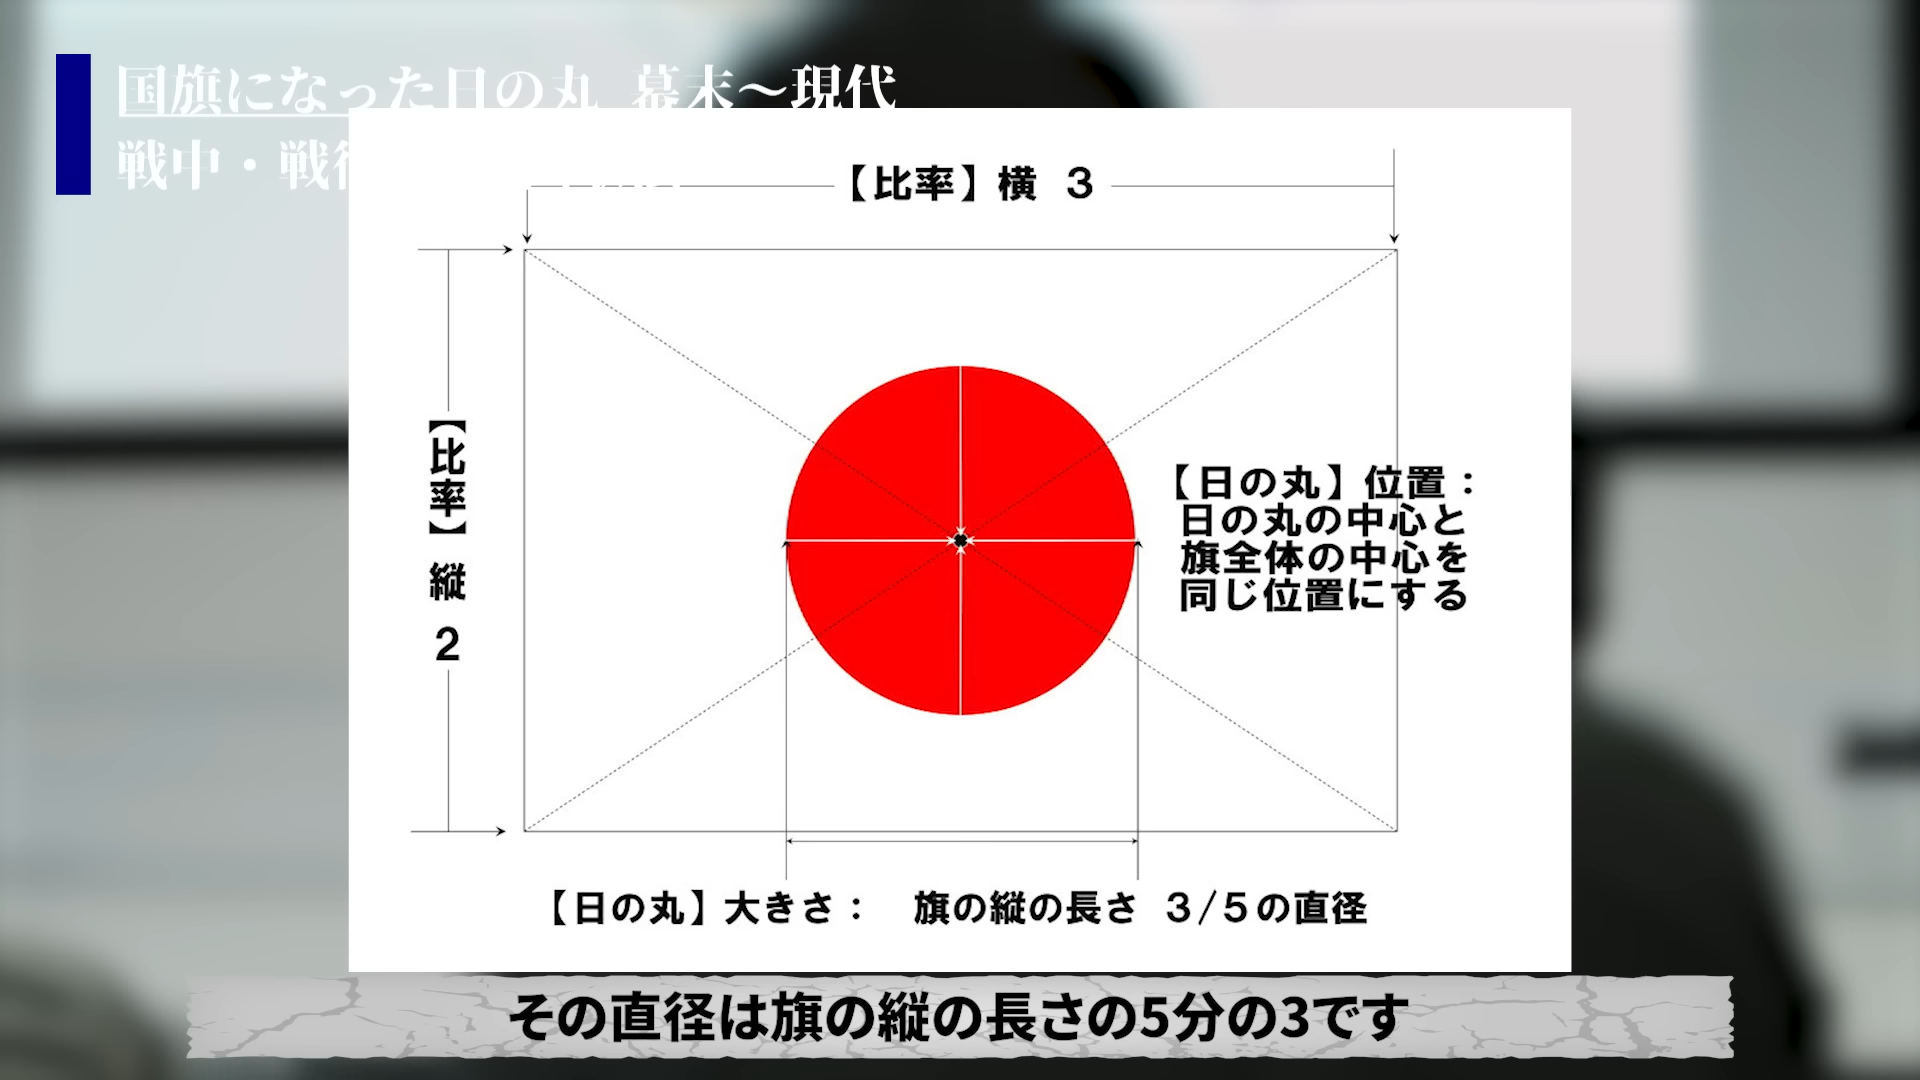 国旗になった日の丸 幕末～現代
戦中・戦後
【比率】横 3
【比率】縦 2
【日の丸】位置：
日の丸の中心と
旗全体の中心を
同じ位置にする
【日の丸】大きさ： 旗の縦の長さ 3/5の直径
その直径は旗の縦の長さの5分の3です